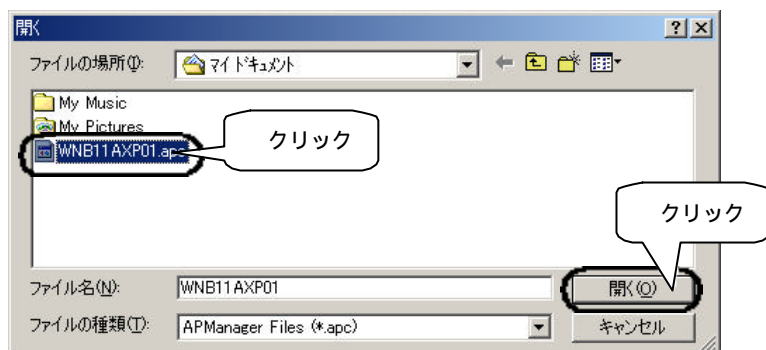 開く
ファイルの場所(I):
マイ ドキュメント
My Music
My Pictures
WNB11AXP01.apc
クリック
クリック
ファイル名(N):
WNB11AXP01
開く(O)
ファイルの種類(T):
APManager Files (*.apc)
キャンセル